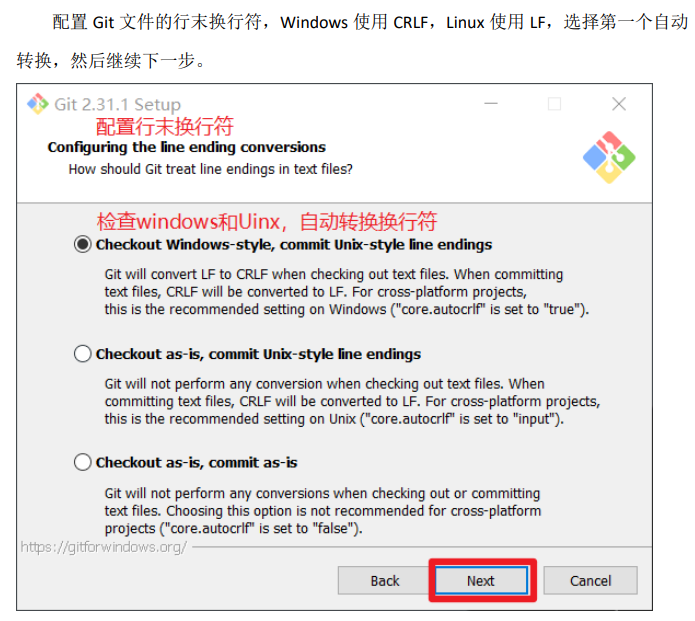 配置 Git 文件的行末换行符，Windows 使用 CRLF，Linux 使用 LF，选择第一个自动
转换，然后继续下一步。
Git 2.31.1 Setup
配置行末换行符
Configuring the line ending conversions
How should Git treat line endings in text files?
检查windows和Uinx，自动转换换行符
Checkout Windows-style, commit Unix-style line endings
Git will convert LF to CRLF when checking out text files. When committing
text files, CRLF will be converted to LF. For cross-platform projects,
this is the recommended setting on Windows ("core.autocrlf" is set to "true").
Checkout as-is, commit Unix-style line endings
Git will not perform any conversion when checking out text files. When
committing text files, CRLF will be converted to LF. For cross-platform projects,
this is the recommended setting on Unix ("core.autocrlf" is set to "input").
Checkout as-is, commit as-is
Git will not perform any conversions when checking out or committing
text files. Choosing this option is not recommended for cross-platform
projects ("core.autocrlf" is set to "false").
https://gitforwindows.org/
Back Next Cancel